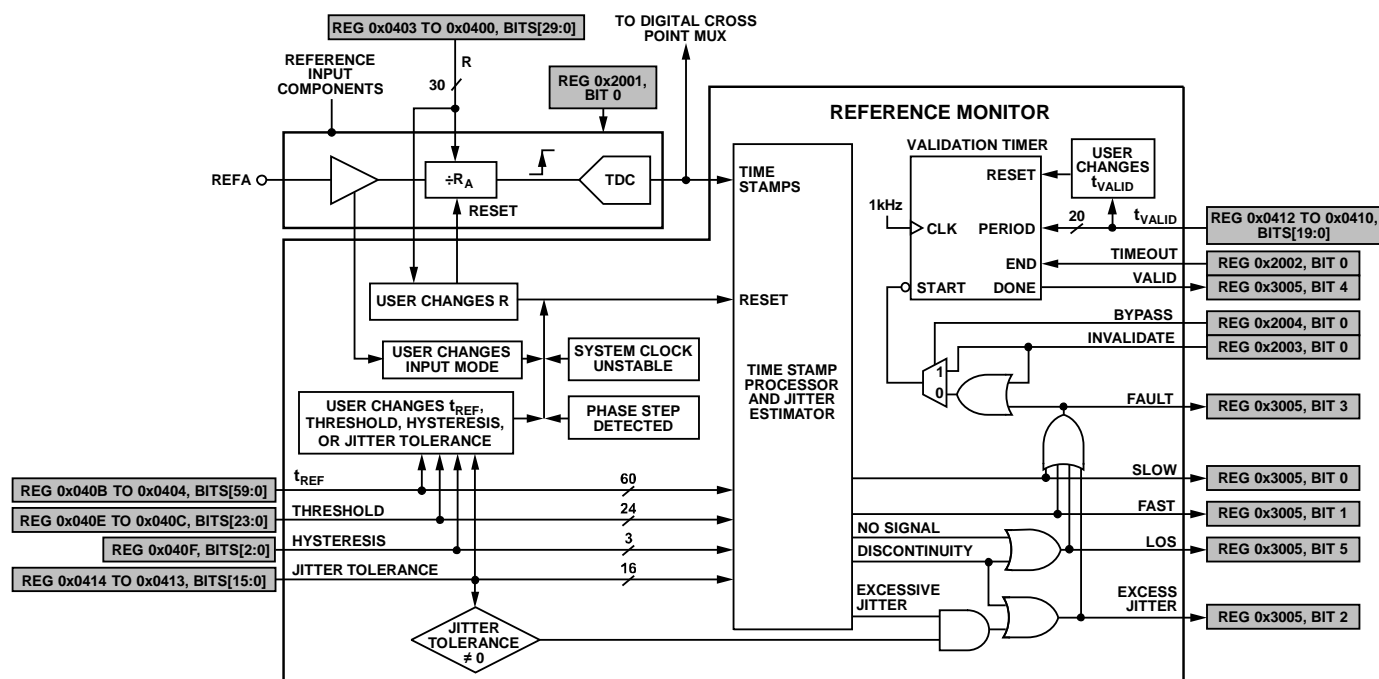 REG 0x0403 TO 0x0400, BITS[29:0]
TO DIGITAL CROSS
POINT MUX
REFERENCE
INPUT
COMPONENTS
R
30
REG 0x2001,
BIT 0
REFERENCE MONITOR
REFA
÷RA
TDC
RESET
TIME
STAMPS
VALIDATION TIMER
RESET
USER
CHANGES
tVALID
1kHz
CLK
PERIOD
20
tVALID
REG 0x0412 TO 0x0410,
BITS[19:0]
END
TIMEOUT
REG 0x2002, BIT 0
START
DONE
VALID
REG 0x3005, BIT 4
USER CHANGES R
RESET
BYPASS
REG 0x2004, BIT 0
INVALIDATE
REG 0x2003, BIT 0
USER CHANGES
INPUT MODE
SYSTEM CLOCK
UNSTABLE
1
0
TIME STAMP
PROCESSOR
AND JITTER
ESTIMATOR
USER CHANGES tREF,
THRESHOLD, HYSTERESIS,
OR JITTER TOLERANCE
PHASE STEP
DETECTED
FAULT
REG 0x3005, BIT 3
REG 0x040B TO 0x0404, BITS[59:0]
tREF
60
SLOW
REG 0x3005, BIT 0
REG 0x040E TO 0x040C, BITS[23:0]
THRESHOLD
24
FAST
REG 0x3005, BIT 1
REG 0x040F, BITS[2:0]
HYSTERESIS
3
NO SIGNAL
DISCONTINUITY
LOS
REG 0x3005, BIT 5
REG 0x0414 TO 0x0413, BITS[15:0]
JITTER TOLERANCE
16
EXCESSIVE
JITTER
EXCESS
JITTER
REG 0x3005, BIT 2
JITTER
TOLERANCE
≠ 0